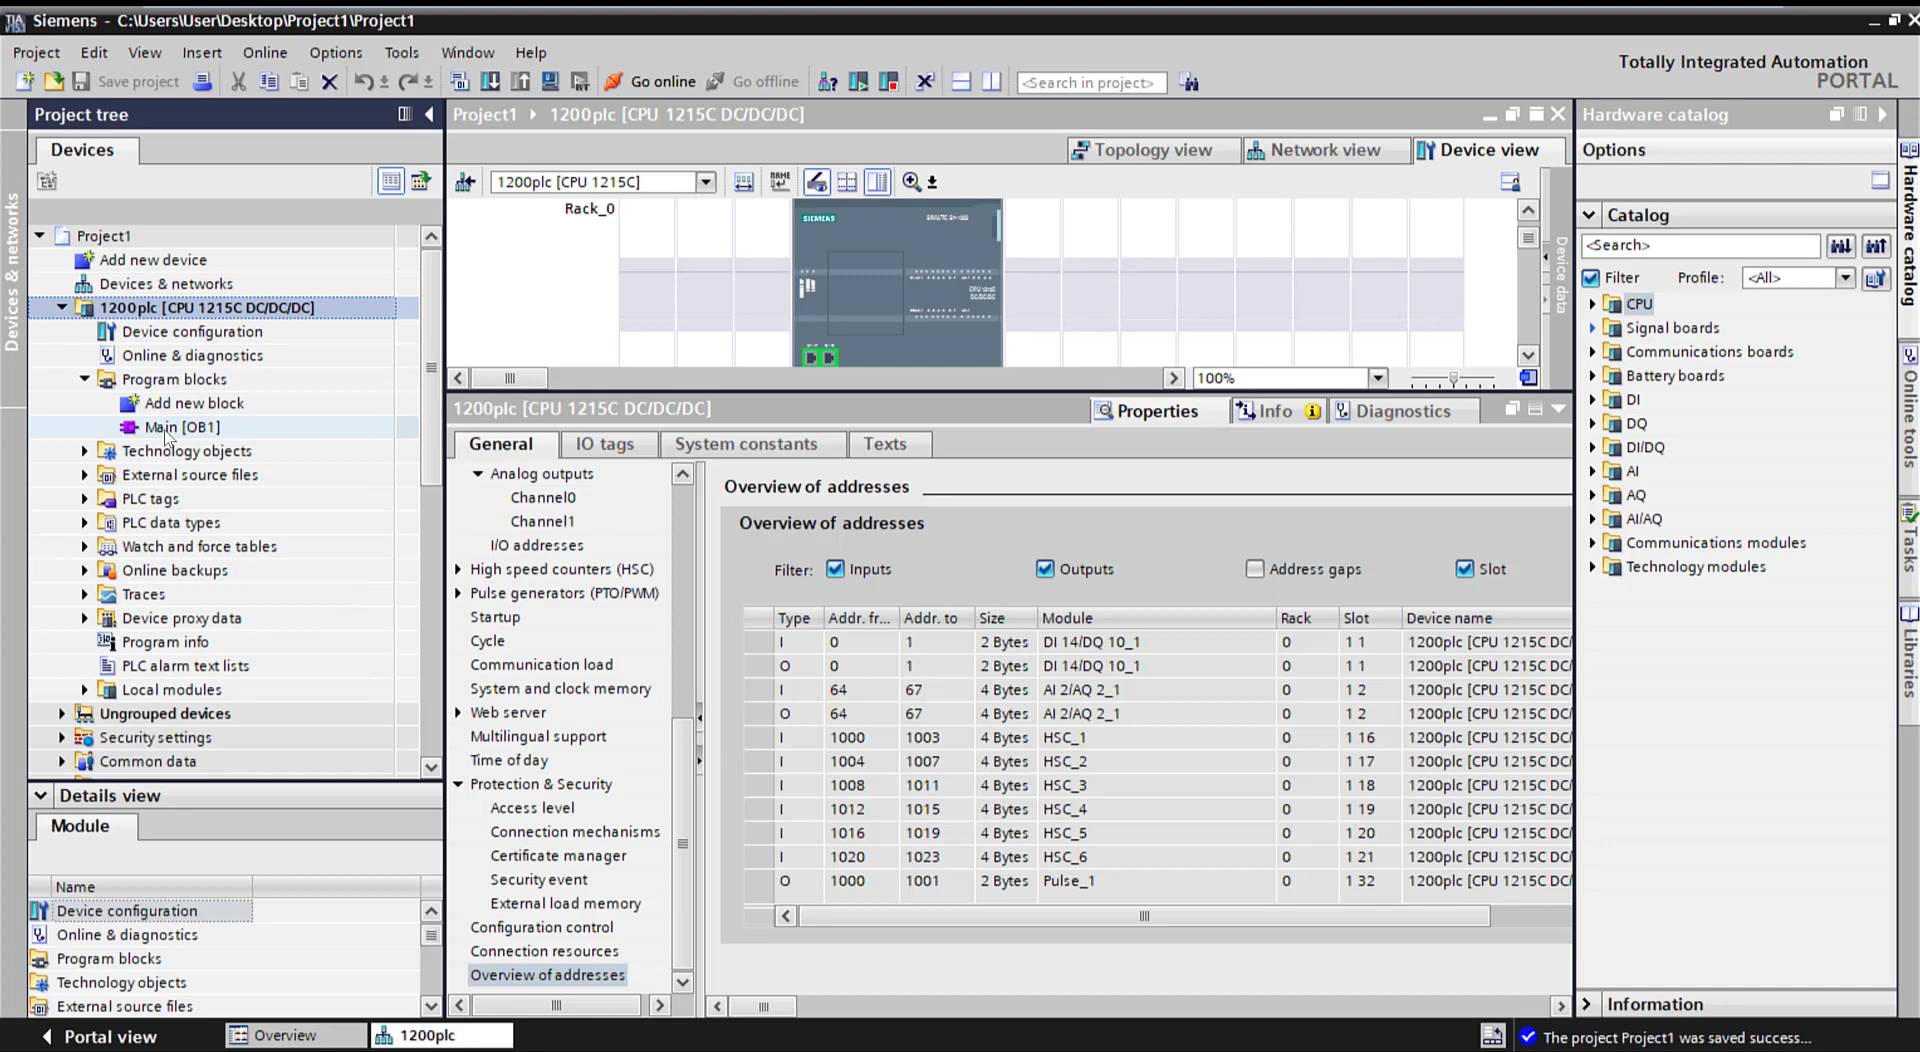 Siemens - C:\Users\User\Desktop\Project1\Project1
Project Edit View Insert Online Options Tools Window Help
Totally Integrated Automation
PORTAL
Save project Go online Go offline <Search in project>
Project tree
Project1 1200plc [CPU 1215C DC/DC/DC]
Hardware catalog
Devices
Topology view Network view Device view
Options
1200plc [CPU 1215C]
Devices & networks
Project1
Add new device
Devices & networks
1200plc [CPU 1215C DC/DC/DC]
Device configuration
Online & diagnostics
Program blocks
Add new block
Main [OB1]
Technology objects
External source files
PLC tags
PLC data types
Watch and force tables
Online backups
Traces
Device proxy data
Program info
PLC alarm text lists
Local modules
Ungrouped devices
Security settings
Common data
Details view
Module
Name
Device configuration
Online & diagnostics
Program blocks
Technology objects
External source files
Rack_0
SIEMENS
100%
Device data
1200plc [CPU 1215C DC/DC/DC]
Properties Info Diagnostics
General IO tags System constants Texts
Analog outputs
Channel0
Channel1
I/O addresses
High speed counters (HSC)
Pulse generators (PTO/PWM)
Startup
Cycle
Communication load
System and clock memory
Web server
Multilingual support
Time of day
Protection & Security
Access level
Connection mechanisms
Certificate manager
Security event
External load memory
Configuration control
Connection resources
Overview of addresses
Overview of addresses
Overview of addresses
Filter: Inputs Outputs Address gaps Slot
Type Addr. fr... Addr. to Size Module Rack Slot Device name
I 0 1 2 Bytes DI 14/DQ 10_1 0 1 1 1200plc [CPU 1215C DC/
O 0 1 2 Bytes DI 14/DQ 10_1 0 1 1 1200plc [CPU 1215C DC/
I 64 67 4 Bytes AI 2/AQ 2_1 0 1 2 1200plc [CPU 1215C DC/
O 64 67 4 Bytes AI 2/AQ 2_1 0 1 2 1200plc [CPU 1215C DC/
I 1000 1003 4 Bytes HSC_1 0 1 16 1200plc [CPU 1215C DC/
I 1004 1007 4 Bytes HSC_2 0 1 17 1200plc [CPU 1215C DC/
I 1008 1011 4 Bytes HSC_3 0 1 18 1200plc [CPU 1215C DC/
I 1012 1015 4 Bytes HSC_4 0 1 19 1200plc [CPU 1215C DC/
I 1016 1019 4 Bytes HSC_5 0 1 20 1200plc [CPU 1215C DC/
I 1020 1023 4 Bytes HSC_6 0 1 21 1200plc [CPU 1215C DC/
O 1000 1001 2 Bytes Pulse_1 0 1 32 1200plc [CPU 1215C DC/
Catalog
<Search>
Filter Profile: <All>
CPU
Signal boards
Communications boards
Battery boards
DI
DQ
DI/DQ
AI
AQ
AI/AQ
Communications modules
Technology modules
Information
Hardware catalog
Online tools
Tasks
Libraries
Portal view Overview 1200plc
The project Project1 was saved success...